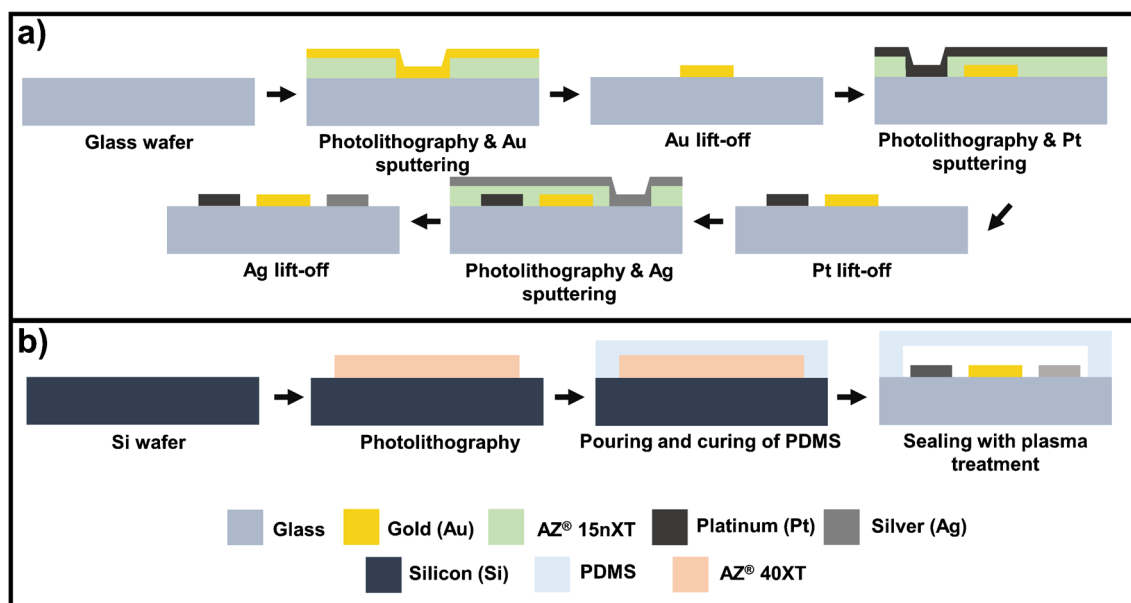 a)
Glass wafer
Photolithography & Au
sputtering
Au lift-off
Photolithography & Pt
sputtering
Ag lift-off
Photolithography & Ag
sputtering
Pt lift-off
b)
Si wafer
Photolithography
Pouring and curing of PDMS
Sealing with plasma
treatment
Glass
Gold (Au)
AZ® 15nXT
Platinum (Pt)
Silver (Ag)
Silicon (Si)
PDMS
AZ® 40XT